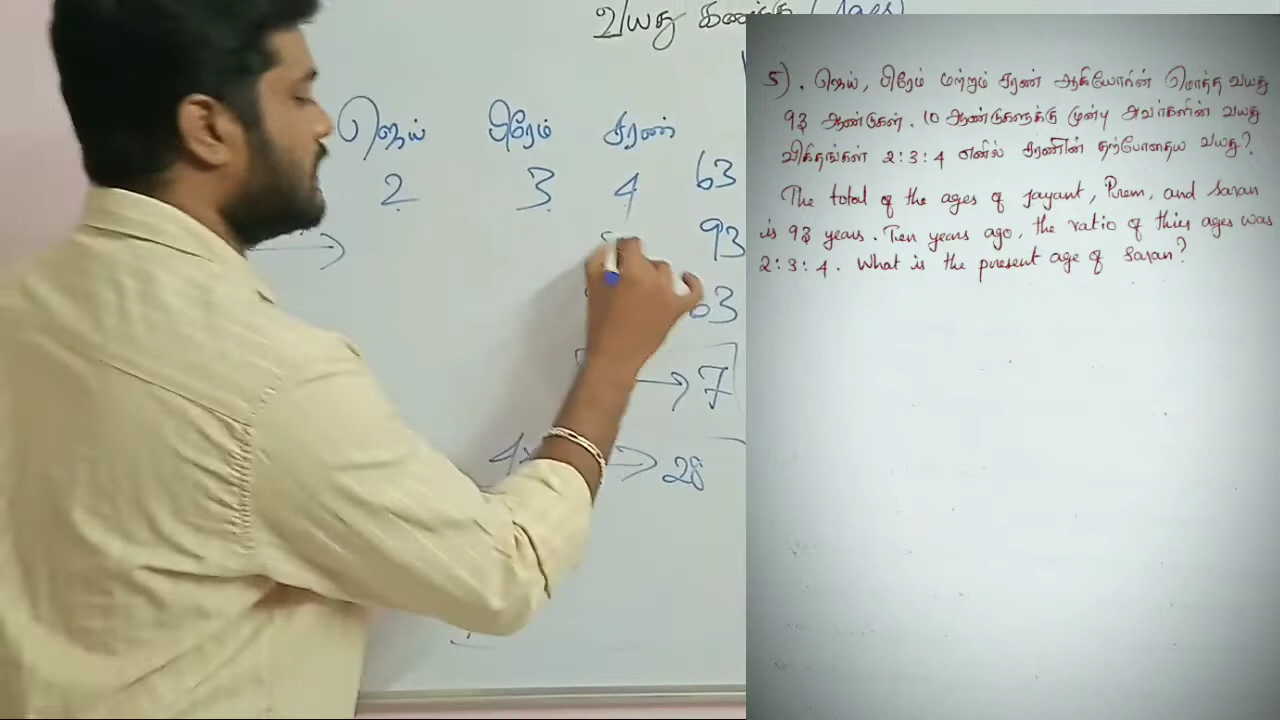 வயது கணக்கு (Ages)
ஜெய் பிரேம் சரண்
2 3 4 63
93
63
7
28
5). ஜெய், பிரேம் மற்றும் சரண் ஆகியோரின் மொத்த வயது
93 ஆண்டுகள். 10 ஆண்டுகளுக்கு முன்பு அவர்களின் வயது
விகிதங்கள் 2:3:4 எனில் சரணின் தற்போதைய வயது?
The total of the ages of Jayant, Prem, and Saran
is 93 years. Ten years ago, the ratio of their ages was
2:3:4. What is the present age of Saran?